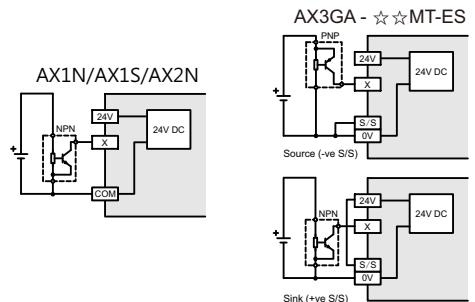 AX1N/AX1S/AX2N
24V
NPN
X
24V DC
COM
AX3GA - ☆☆MT-ES
PNP
24V
X
24V DC
S/S
0V
Source (-ve S/S)
24V
NPN
X
24V DC
S/S
0V
Sink (+ve S/S)